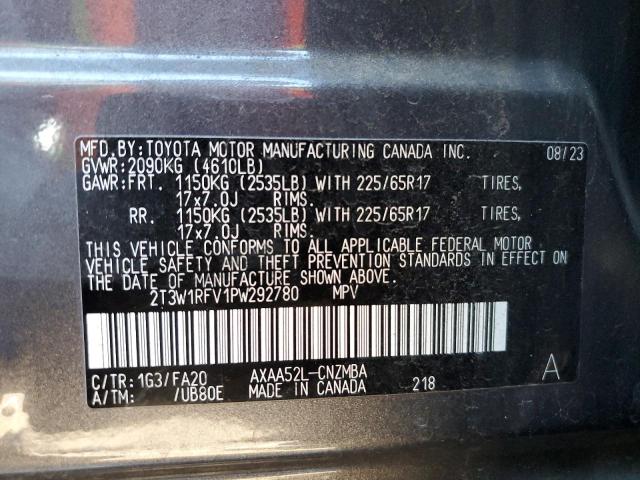 MFD.BY:TOYOTA MOTOR MANUFACTURING CANADA INC. 08/23
GVWR:2090KG (4610LB)
GAWR:FRT. 1150KG (2535LB) WITH 225/65R17 TIRES,
17x7.0J RIMS.
RR. 1150KG (2535LB) WITH 225/65R17 TIRES,
17x7.0J RIMS.
THIS VEHICLE CONFORMS TO ALL APPLICABLE FEDERAL MOTOR
VEHICLE SAFETY AND THEFT PREVENTION STANDARDS IN EFFECT ON
THE DATE OF MANUFACTURE SHOWN ABOVE.
2T3W1RFV1PW292780 MPV
C/TR:1G3/FA20 AXAA52L-CNZMBA 218 A
A/TM: /UB80E MADE IN CANADA